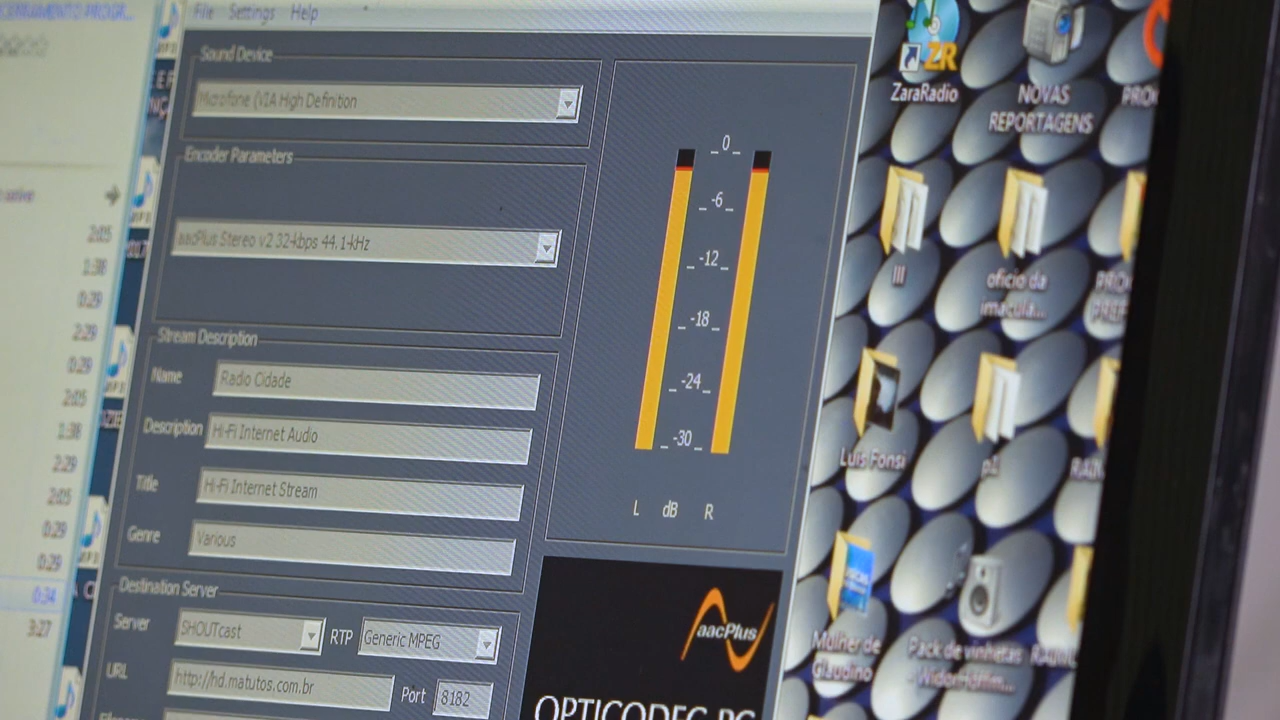 File Settings Help
Sound Device
Microfone (VIA High Definition
Encoder Parameters
aacPlus Stereo v2 32-kbps 44.1-kHz
Stream Description
Name Radio Cidade
Description Hi-Fi Internet Audio
Title Hi-Fi Internet Stream
Genre Various
Destination Server
Server SHOUTcast RTP Generic MPEG
URL http://hd.matutos.com.br Port 8182
0
-6
-12
-18
-24
-30
L dB R
aacPlus
OPTICODEC-PC
2:05
1:38
0:29
2:29
0:29
2:05
1:38
2:29
2:05
0:29
0:29
0:34
3:27
ZR
ZaraRadio
NOVAS
REPORTAGENS
III
oficio da
imacula...
Luis Fonsi
p1
Mulher de
Claudino
Pack de vinhetas